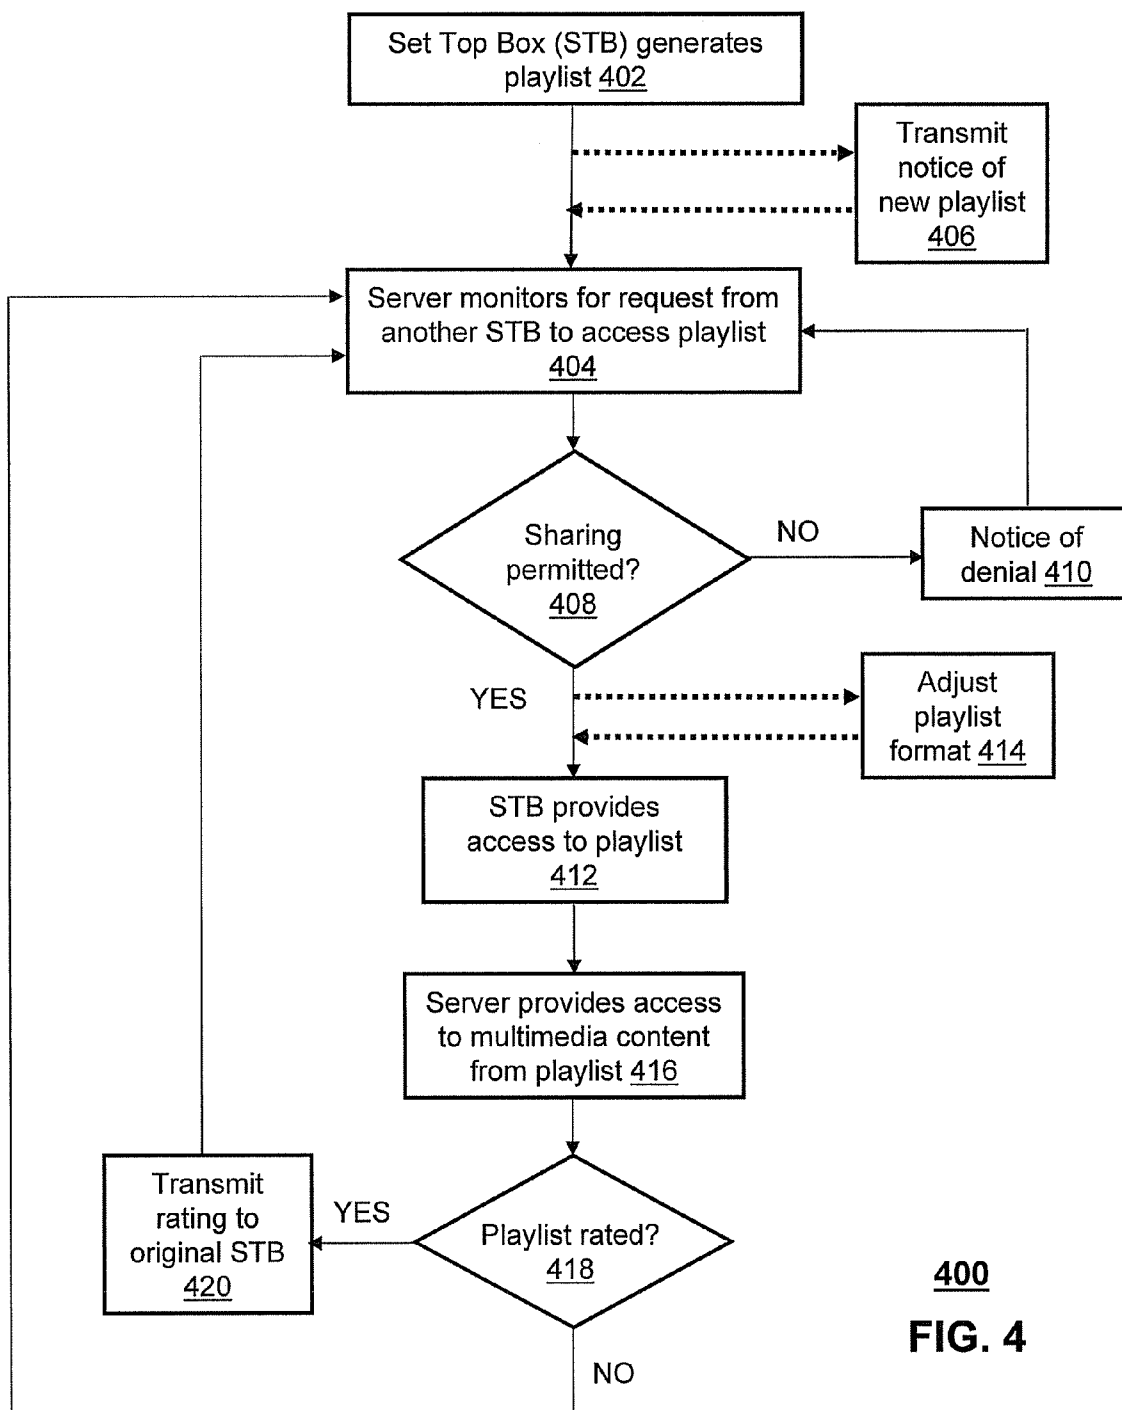 Set Top Box (STB) generates
playlist 402
Transmit
notice of
new playlist
406
Server monitors for request from
another STB to access playlist
404
Sharing
permitted?
408
NO
Notice of
denial 410
YES
Adjust
playlist
format 414
STB provides
access to playlist
412
Server provides access
to multimedia content
from playlist 416
Transmit
rating to
original STB
420
YES
Playlist rated?
418
NO
400
FIG. 4